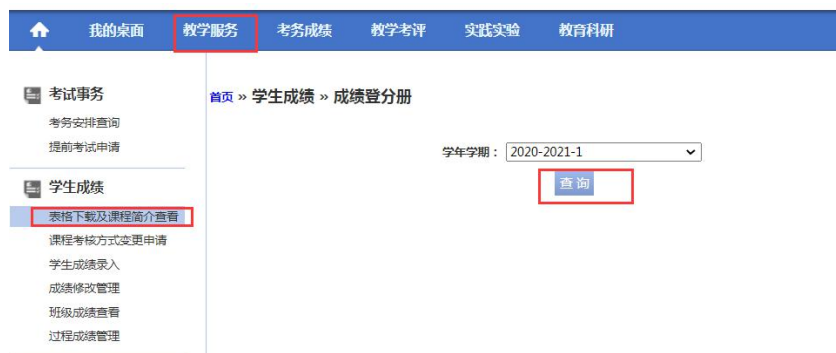 我的桌面 教学服务 考务成绩 教学考评 实践实验 教育科研
考试事务
考务安排查询
提前考试申请
学生成绩
表格下载及课程简介查看
课程考核方式变更申请
学生成绩录入
成绩修改管理
班级成绩查看
过程成绩管理
首页 » 学生成绩 » 成绩登分册
学年学期： 2020-2021-1
查 询